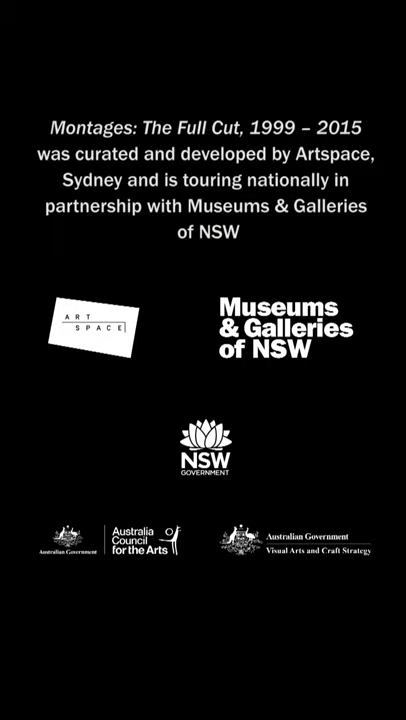 Montages: The Full Cut, 1999 – 2015
was curated and developed by Artspace,
Sydney and is touring nationally in
partnership with Museums & Galleries
of NSW
ART
SPACE
Museums
& Galleries
of NSW
NSW
GOVERNMENT
Australian Government
Australia
Council
for the Arts
Australian Government
Visual Arts and Craft Strategy